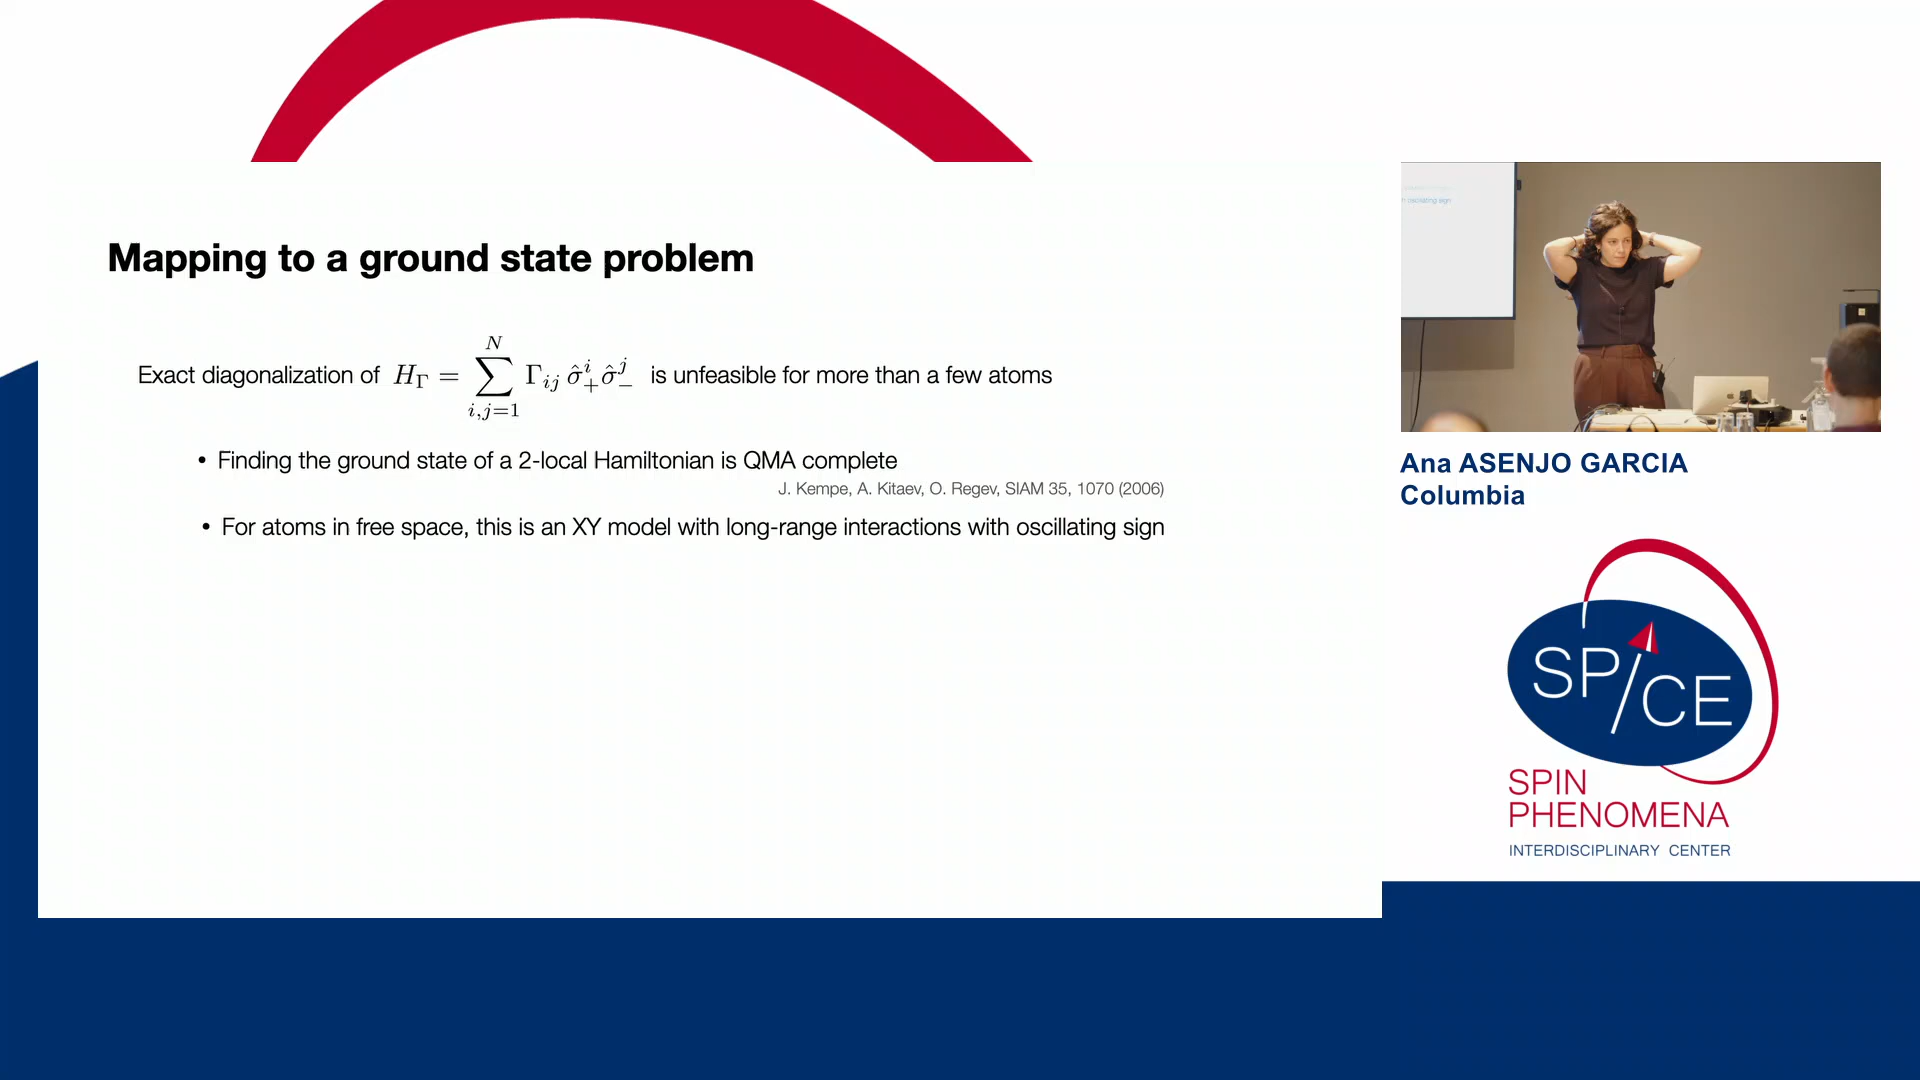 Mapping to a ground state problem
Exact diagonalization of $H_\Gamma = \sum_{i,j=1}^{N} \Gamma_{ij} \hat{\sigma}_+^i \hat{\sigma}_-^j$ is unfeasible for more than a few atoms
• Finding the ground state of a 2-local Hamiltonian is QMA complete
J. Kempe, A. Kitaev, O. Regev, SIAM 35, 1070 (2006)
• For atoms in free space, this is an XY model with long-range interactions with oscillating sign
oscillating sign
Ana ASENJO GARCIA
Columbia
SP/CE
SPIN
PHENOMENA
INTERDISCIPLINARY CENTER